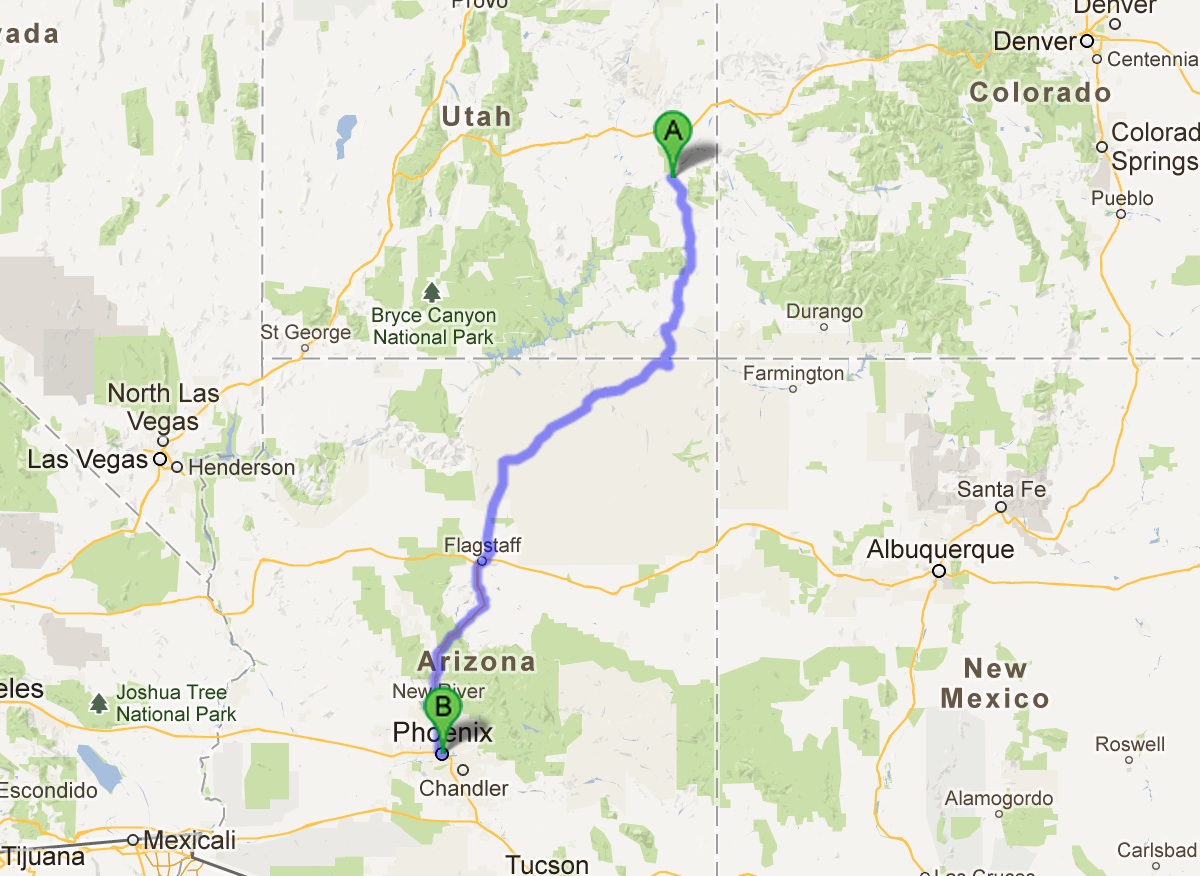 Provo
Denver
vada
Denver
Centennia
Colorado
Utah
A
Colorad
Springs
Pueblo
Bryce Canyon
National Park
St George
Durango
Farmington
North Las
Vegas
Las Vegas
Henderson
Santa Fe
Flagstaff
Albuquerque
Arizona
New
Mexico
eles
Joshua Tree
National Park
New River
B
Phoenix
Roswell
Escondido
Chandler
Alamogordo
Mexicali
Tijuana
Tucson
Carlsbad
Las Cruces